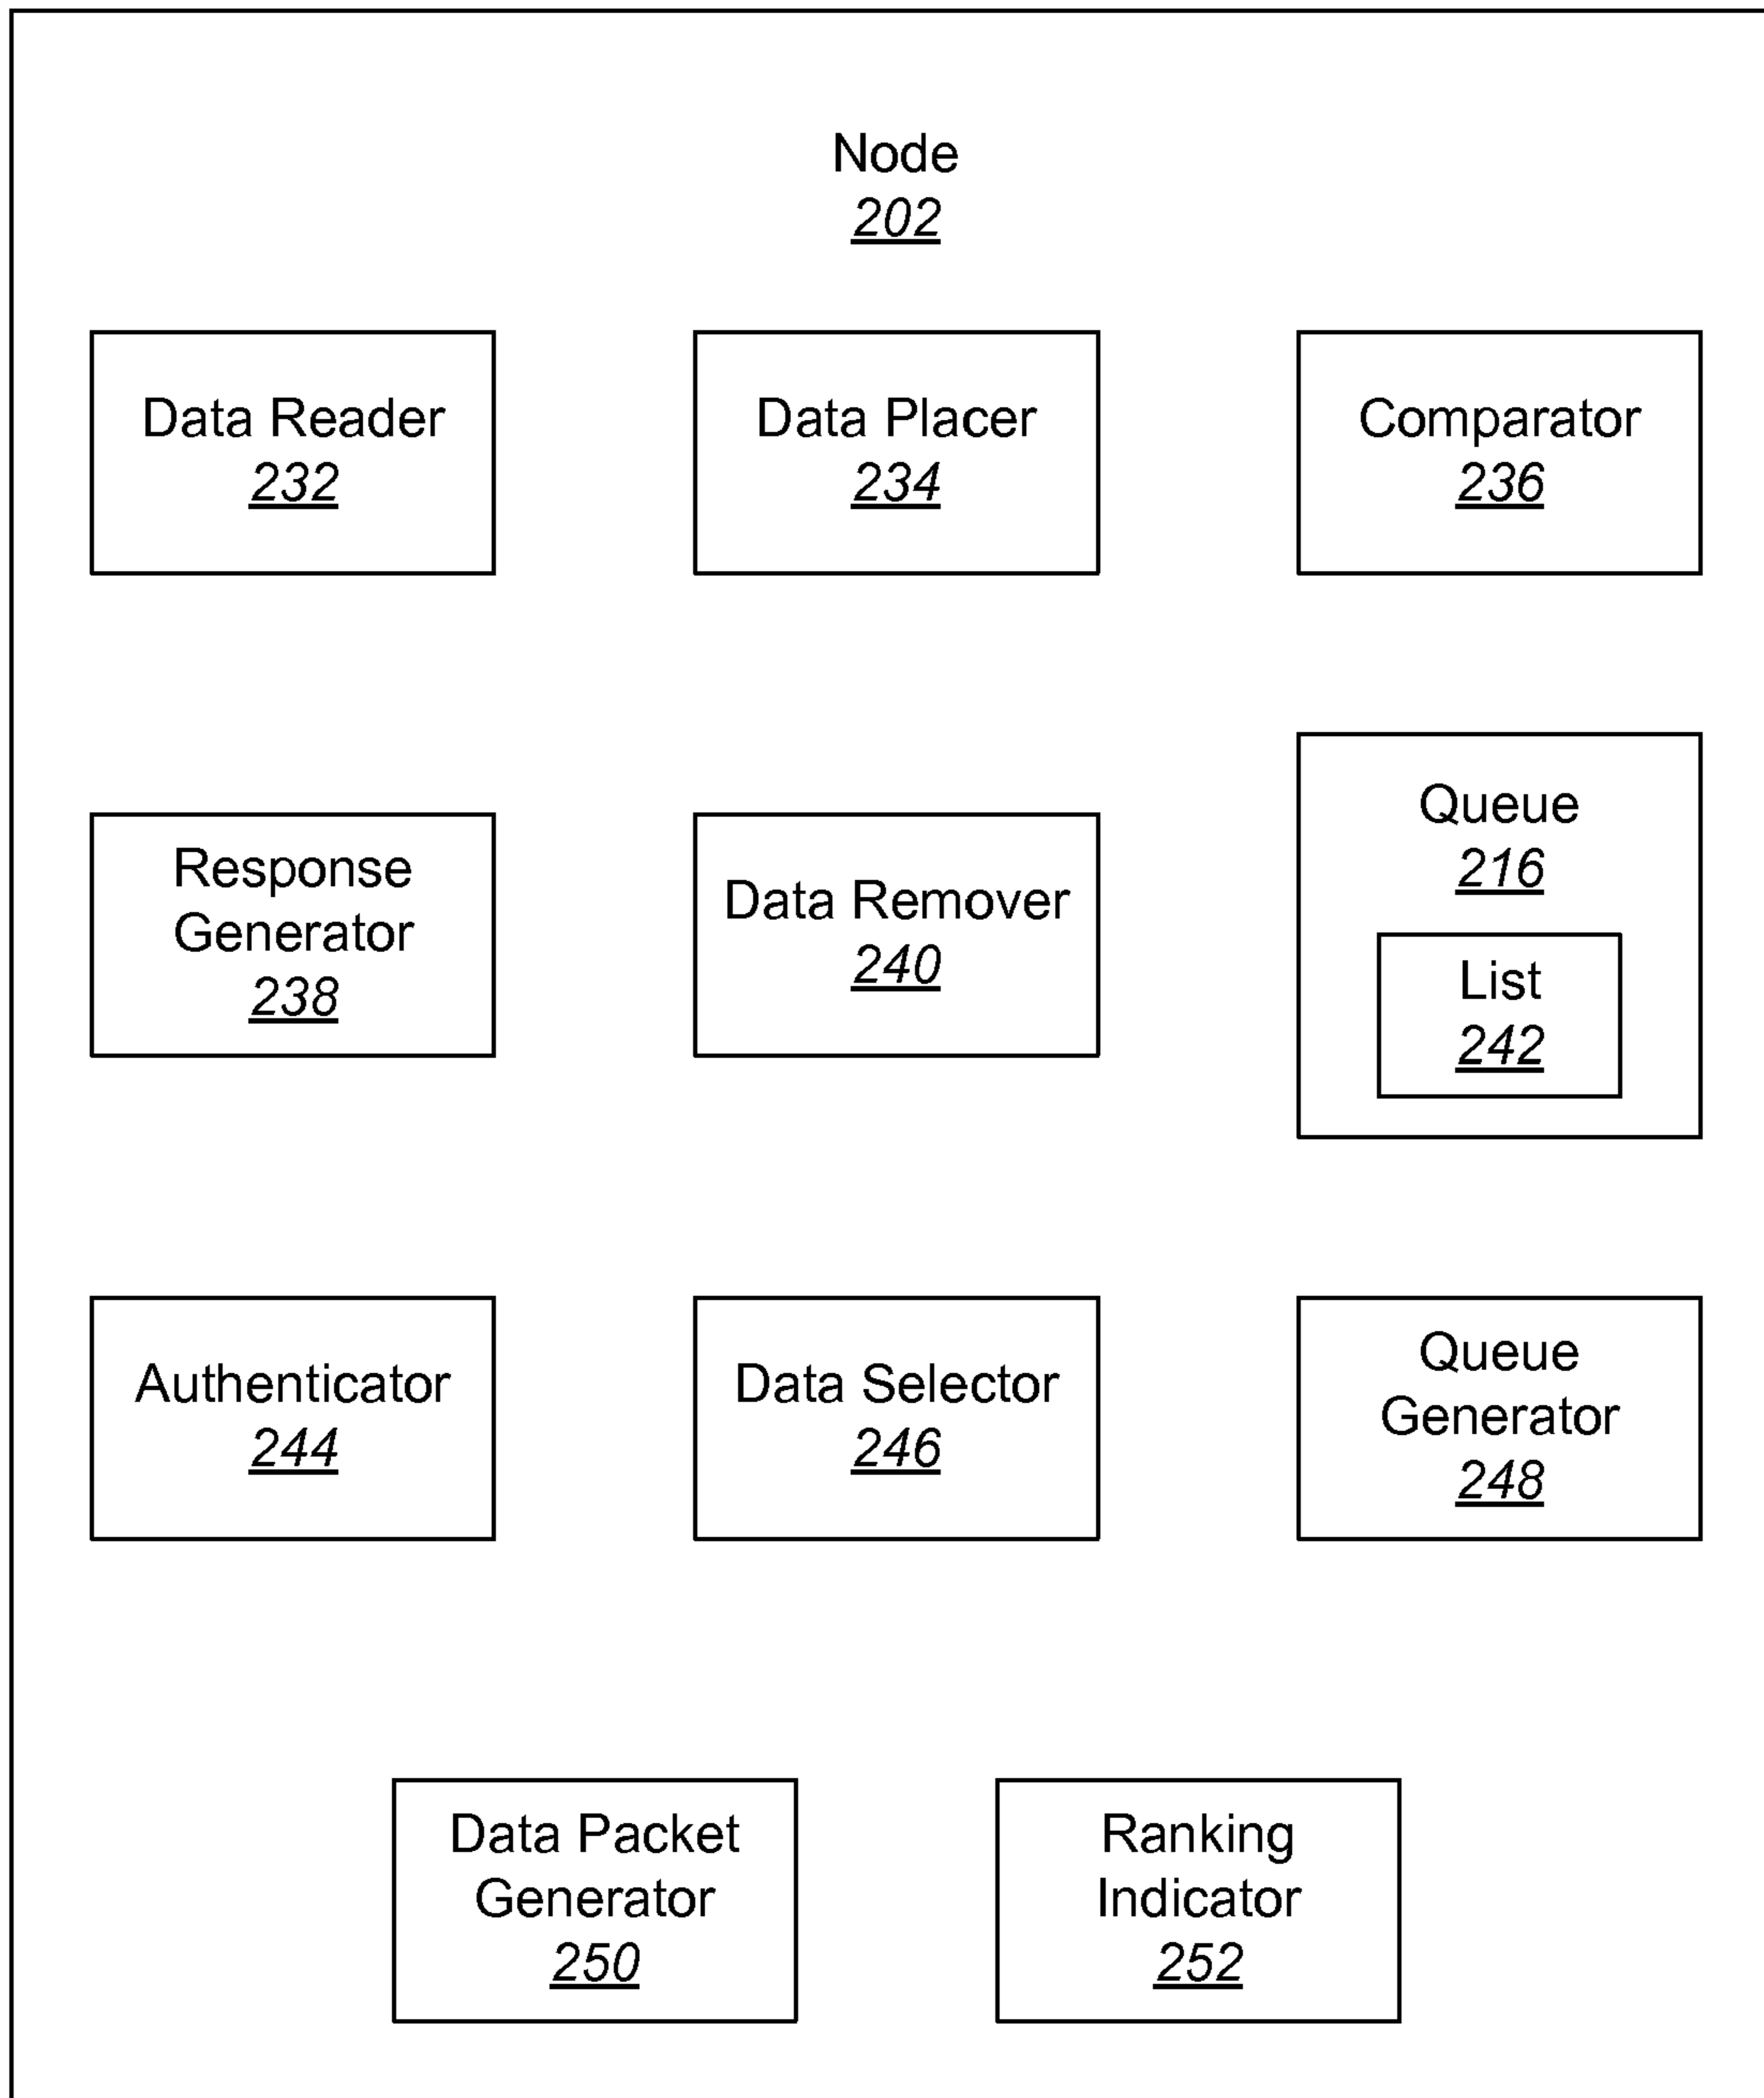 Node
202
Data Reader
232
Data Placer
234
Comparator
236
Response
Generator
238
Data Remover
240
Queue
216
List
242
Authenticator
244
Data Selector
246
Queue
Generator
248
Data Packet
Generator
250
Ranking
Indicator
252